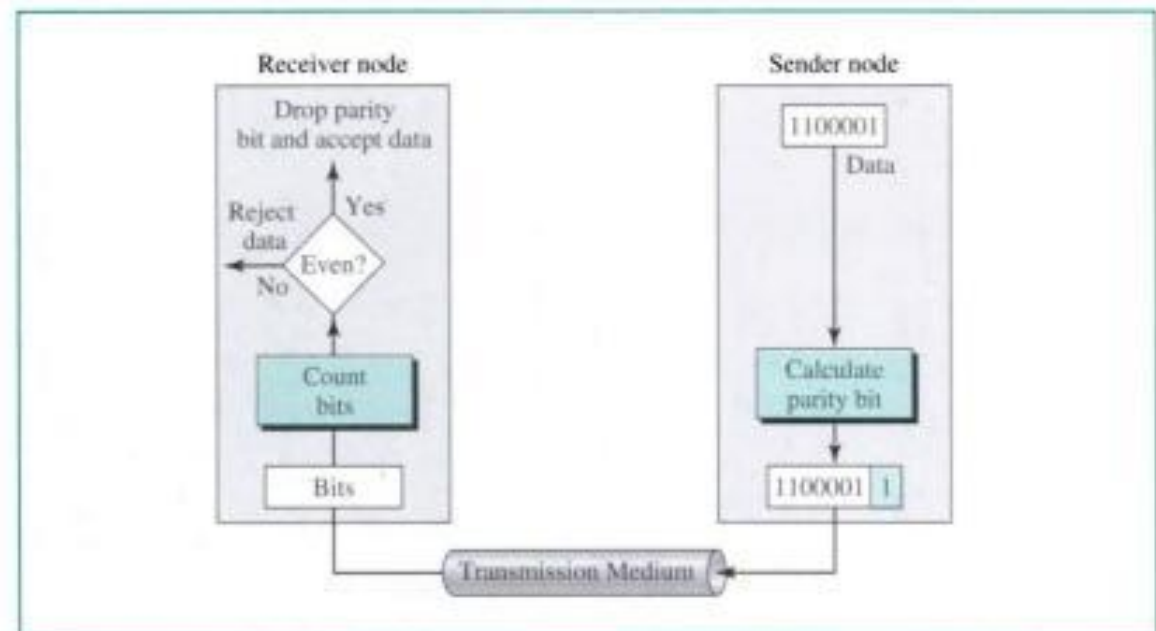 Receiver node
Drop parity
bit and accept data
Reject
data
Yes
Even?
No
Count
bits
Bits
Sender node
1100001
Data
Calculate
parity bit
1100001 1
Transmission Medium